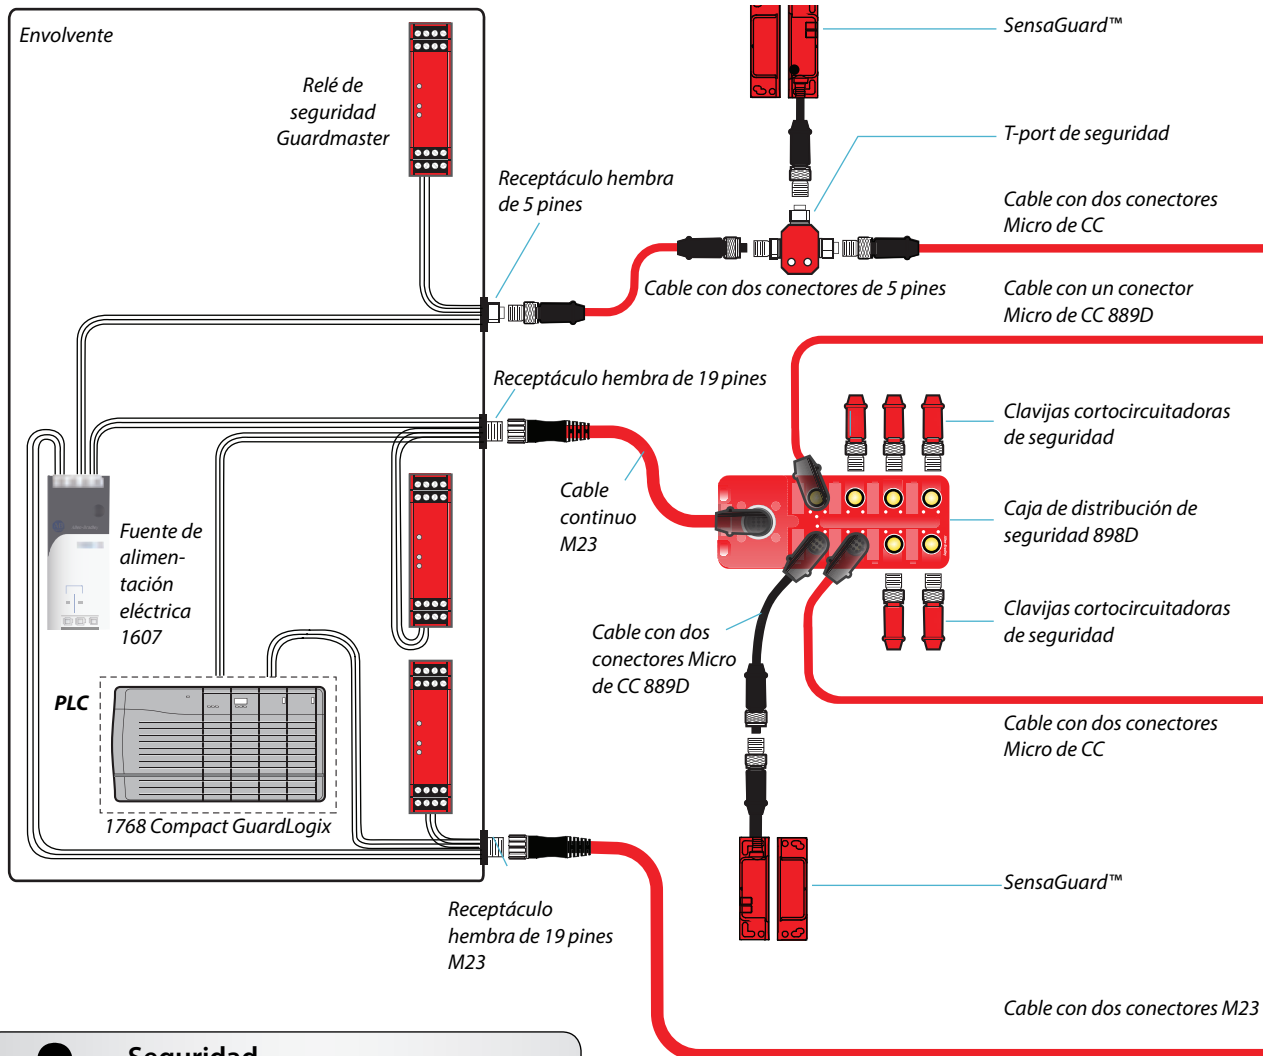 Envolvente
SensaGuard™
Relé de
seguridad
Guardmaster
T-port de seguridad
Receptáculo hembra
de 5 pines
Cable con dos conectores
Micro de CC
Cable con dos conectores de 5 pines
Cable con un conector
Micro de CC 889D
Receptáculo hembra de 19 pines
Clavijas cortocircuitadoras
de seguridad
Cable
continuo
M23
Caja de distribución de
seguridad 898D
Fuente de
alimen-
tación
eléctrica
1607
Clavijas cortocircuitadoras
de seguridad
Cable con dos
conectores Micro
de CC 889D
PLC
Cable con dos conectores
Micro de CC
1768 Compact GuardLogix
SensaGuard™
Receptáculo
hembra de 19 pines
M23
Cable con dos conectores M23
Seguridad